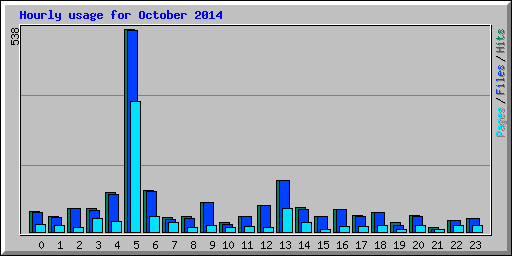 Hourly usage for October 2014
538
Pages/Files/Hits
0 1 2 3 4 5 6 7 8 9 10 11 12 13 14 15 16 17 18 19 20 21 22 23